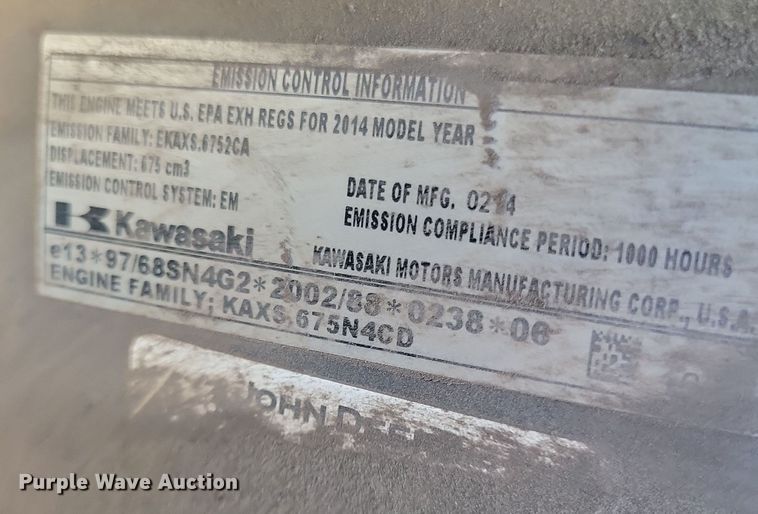 EMISSION CONTROL INFORMATION
THIS ENGINE MEETS U.S. EPA EXH REGS FOR 2014 MODEL YEAR
EMISSION FAMILY: EKAXS.6752CA
DISPLACEMENT: 675 cm3
EMISSION CONTROL SYSTEM: EM
DATE OF MFG. 0214
EMISSION COMPLIANCE PERIOD: 1000 HOURS
Kawasaki
KAWASAKI MOTORS MANUFACTURING CORP., U.S.A.
e13*97/68SN4G2*2002/88*0238*06
ENGINE FAMILY; KAXS.675N4CD
JOHN DEE
Purple Wave Auction